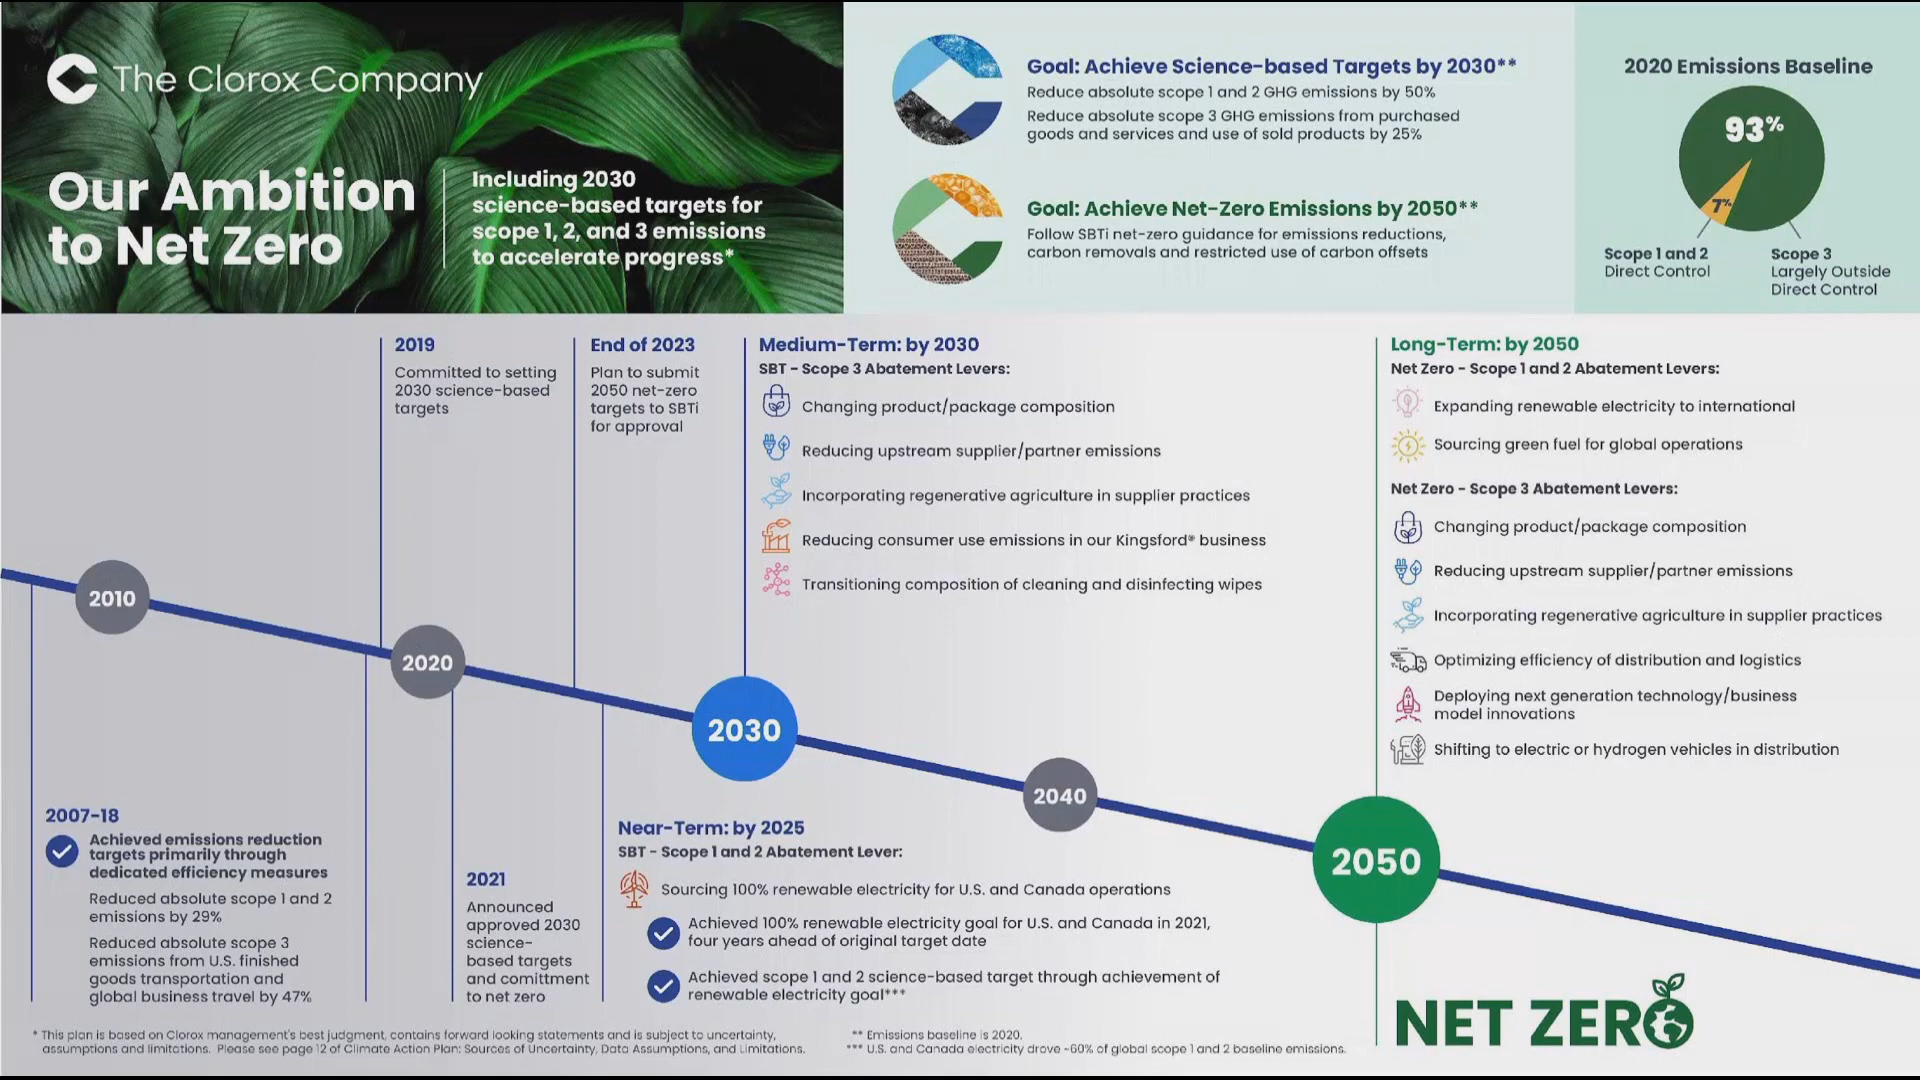 The Clorox Company
Our Ambition
to Net Zero
Including 2030
science-based targets for
scope 1, 2, and 3 emissions
to accelerate progress*
Goal: Achieve Science-based Targets by 2030**
Reduce absolute scope 1 and 2 GHG emissions by 50%
Reduce absolute scope 3 GHG emissions from purchased
goods and services and use of sold products by 25%
Goal: Achieve Net-Zero Emissions by 2050**
Follow SBTi net-zero guidance for emissions reductions,
carbon removals and restricted use of carbon offsets
2020 Emissions Baseline
93%
7%
Scope 1 and 2
Direct Control
Scope 3
Largely Outside
Direct Control
2019
Committed to setting
2030 science-based
targets
End of 2023
Plan to submit
2050 net-zero
targets to SBTi
for approval
Medium-Term: by 2030
SBT - Scope 3 Abatement Levers:
Changing product/package composition
Reducing upstream supplier/partner emissions
Incorporating regenerative agriculture in supplier practices
Reducing consumer use emissions in our Kingsford® business
Transitioning composition of cleaning and disinfecting wipes
Long-Term: by 2050
Net Zero - Scope 1 and 2 Abatement Levers:
Expanding renewable electricity to international
Sourcing green fuel for global operations
Net Zero - Scope 3 Abatement Levers:
Changing product/package composition
Reducing upstream supplier/partner emissions
Incorporating regenerative agriculture in supplier practices
Optimizing efficiency of distribution and logistics
Deploying next generation technology/business
model innovations
Shifting to electric or hydrogen vehicles in distribution
2010
2020
2030
2040
2050
2007-18
Achieved emissions reduction
targets primarily through
dedicated efficiency measures
Reduced absolute scope 1 and 2
emissions by 29%
Reduced absolute scope 3
emissions from U.S. finished
goods transportation and
global business travel by 47%
2021
Announced
approved 2030
science-
based targets
and comittment
to net zero
Near-Term: by 2025
SBT - Scope 1 and 2 Abatement Lever:
Sourcing 100% renewable electricity for U.S. and Canada operations
Achieved 100% renewable electricity goal for U.S. and Canada in 2021,
four years ahead of original target date
Achieved scope 1 and 2 science-based target through achievement of
renewable electricity goal***
NET ZERO
* This plan is based on Clorox management's best judgment, contains forward looking statements and is subject to uncertainty,
assumptions and limitations. Please see page 12 of Climate Action Plan: Sources of Uncertainty, Data Assumptions, and Limitations.
** Emissions baseline is 2020.
*** U.S. and Canada electricity drove ~60% of global scope 1 and 2 baseline emissions.